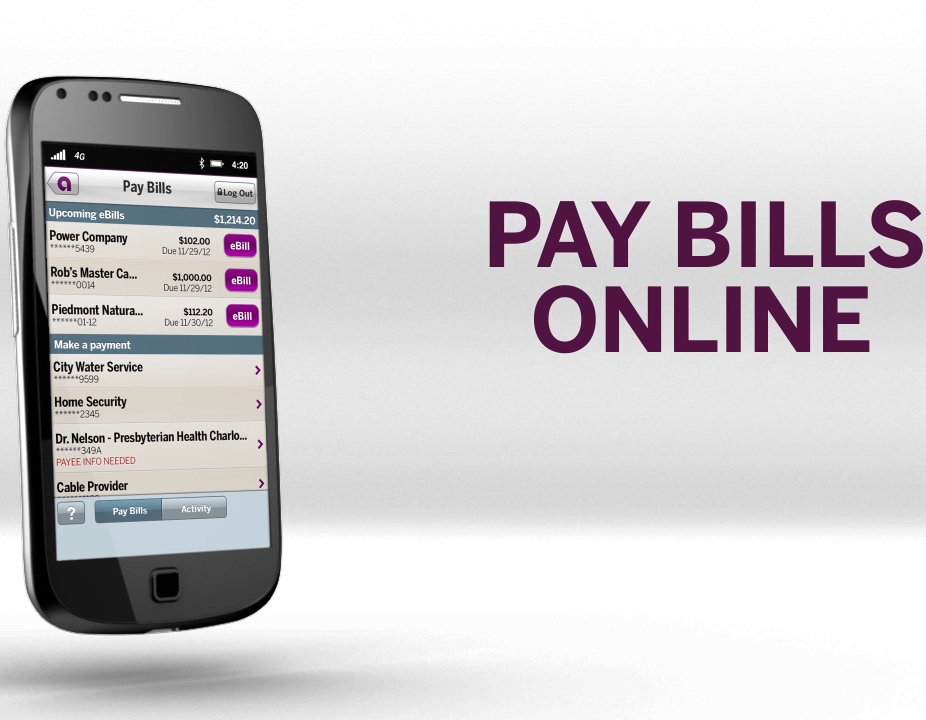 4G 4:20
a Pay Bills Log Out
Upcoming eBills $1,214.20
Power Company $102.00 eBill
******5439 Due 11/29/12
Rob's Master Ca... $1,000.00 eBill
******0014 Due 11/29/12
Piedmont Natura... $112.20 eBill
******01-12 Due 11/30/12
Make a payment
City Water Service
******9599
Home Security
******2345
Dr. Nelson - Presbyterian Health Charlo...
******349A
PAYEE INFO NEEDED
Cable Provider
? Pay Bills Activity
PAY BILLS
ONLINE